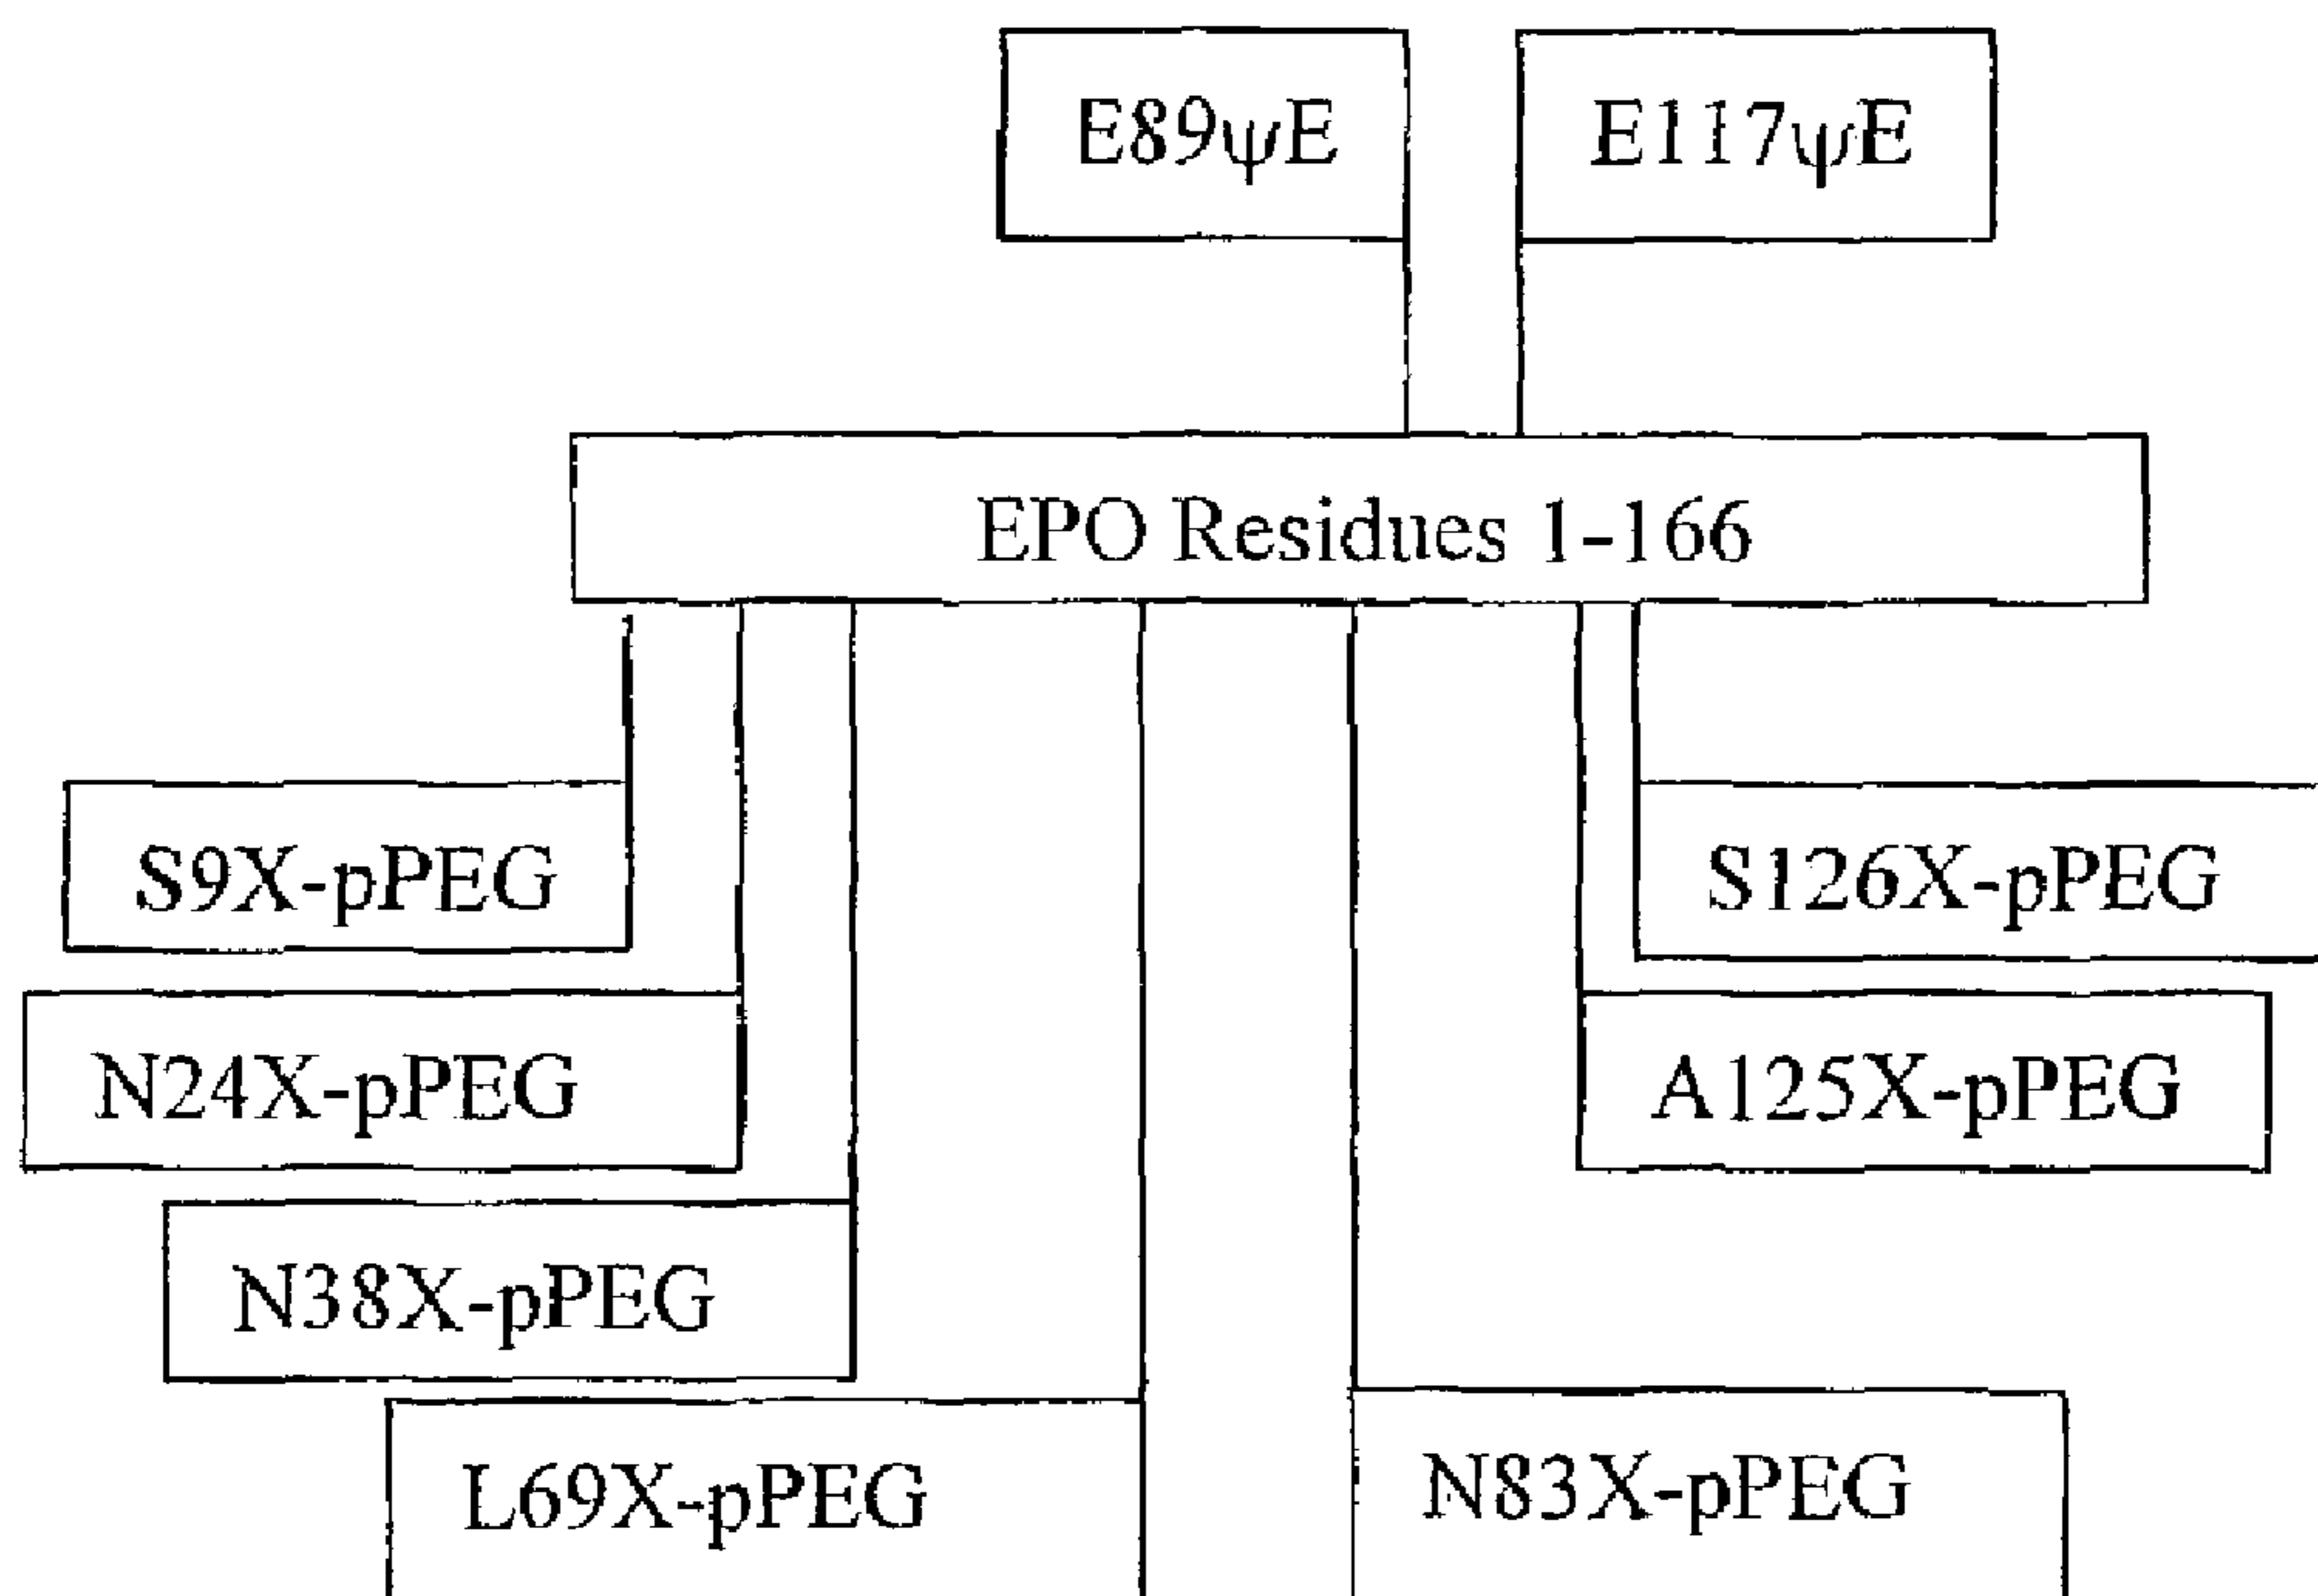 E89ψE
E117ψE
EPO Residues 1-166
S9X-pPEG
S126X-pPEG
N24X-pPEG
A125X-pPEG
N38X-pPEG
L69X-pPEG
N83X-pPEG